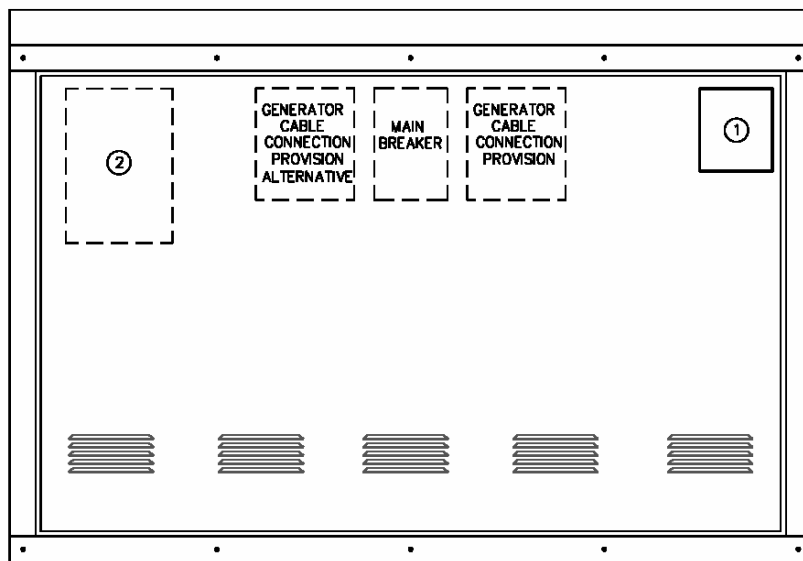 GENERATOR
CABLE
CONNECTION
PROVISION
ALTERNATIVE
MAIN
BREAKER
GENERATOR
CABLE
CONNECTION
PROVISION
1
2